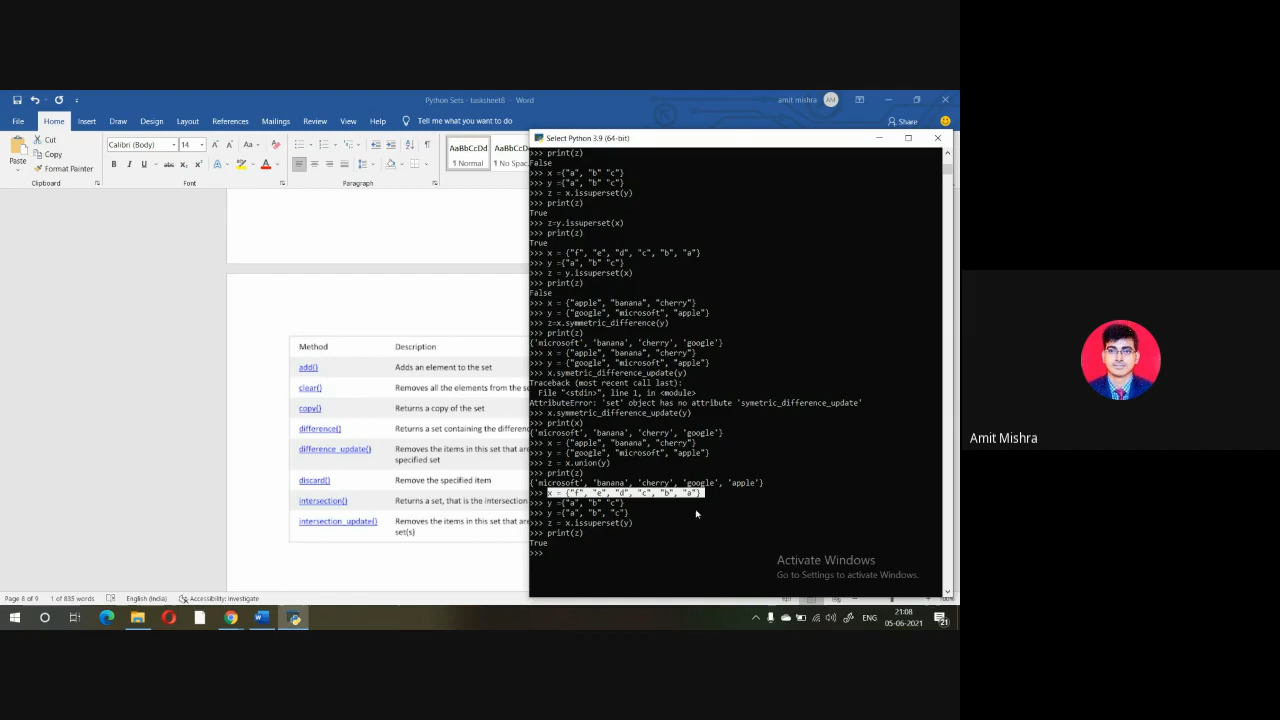 Python Sets - tasksheet8 - Word
amit mishra
AM
File Home Insert Draw Design Layout References Mailings Review View Help Tell me what you want to do
Share
Paste
Cut
Copy
Format Painter
Clipboard
Calibri (Body)
14
Font
Paragraph
AaBbCcDd
¶ Normal
AaBbCcDd
¶ No Spac
Select Python 3.9 (64-bit)
>>> print(z)
False
>>> x ={"a", "b" "c"}
>>> y ={"a", "b" "c"}
>>> z = x.issuperset(y)
>>> print(z)
True
>>> z=y.issuperset(x)
>>> print(z)
True
>>> x = {"f", "e", "d", "c", "b", "a"}
>>> y ={"a", "b" "c"}
>>> z = y.issuperset(x)
>>> print(z)
False
>>> x = {"apple", "banana", "cherry"}
>>> y = {"google", "microsoft", "apple"}
>>> z=x.symmetric_difference(y)
>>> print(z)
{'microsoft', 'banana', 'cherry', 'google'}
>>> x = {"apple", "banana", "cherry"}
>>> y = {"google", "microsoft", "apple"}
>>> x.symetric_difference_update(y)
Traceback (most recent call last):
File "<stdin>", line 1, in <module>
AttributeError: 'set' object has no attribute 'symetric_difference_update'
>>> x.symmetric_difference_update(y)
>>> print(x)
{'microsoft', 'banana', 'cherry', 'google'}
>>> x = {"apple", "banana", "cherry"}
>>> y = {"google", "microsoft", "apple"}
>>> z = x.union(y)
>>> print(z)
{'microsoft', 'banana', 'cherry', 'google', 'apple'}
>>> x = {"f", "e", "d", "c", "b", "a"}
>>> y ={"a", "b" "c"}
>>> y ={"a", "b", "c"}
>>> z = x.issuperset(y)
>>> print(z)
True
>>>
Method Description
add() Adds an element to the set
clear() Removes all the elements from the se
copy() Returns a copy of the set
difference() Returns a set containing the differen
difference_update() Removes the items in this set that are
specified set
discard() Remove the specified item
intersection() Returns a set, that is the intersection
intersection_update() Removes the items in this set that are
set(s)
Activate Windows
Go to Settings to activate Windows.
Page 8 of 9 1 of 835 words English (India) Accessibility: Investigate
ENG
21:08
05-06-2021
21
Amit Mishra